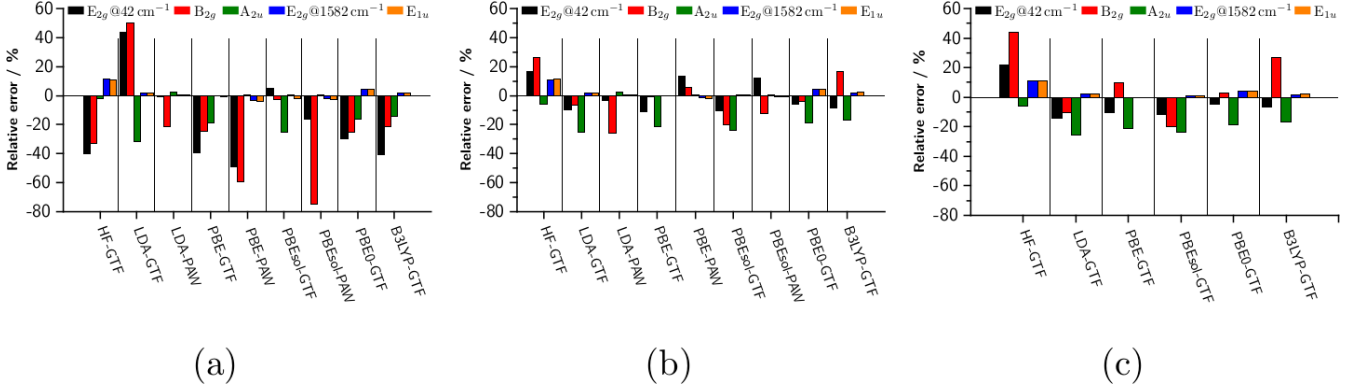 E2g@42 cm−1 B2g A2u E2g@1582 cm−1 E1u
Relative error / %
60
40
20
0
-20
-40
-60
-80
HF-GTF
LDA-GTF
LDA-PAW
PBE-GTF
PBE-PAW
PBEsol-GTF
PBEsol-PAW
PBE0-GTF
B3LYP-GTF
(a)
E2g@42 cm−1 B2g A2u E2g@1582 cm−1 E1u
Relative error / %
60
40
20
0
-20
-40
-60
-80
HF-GTF
LDA-GTF
LDA-PAW
PBE-GTF
PBE-PAW
PBEsol-GTF
PBEsol-PAW
PBE0-GTF
B3LYP-GTF
(b)
E2g@42 cm−1 B2g A2u E2g@1582 cm−1 E1u
Relative error / %
60
40
20
0
-20
-40
-60
-80
HF-GTF
LDA-GTF
PBE-GTF
PBEsol-GTF
PBE0-GTF
B3LYP-GTF
(c)